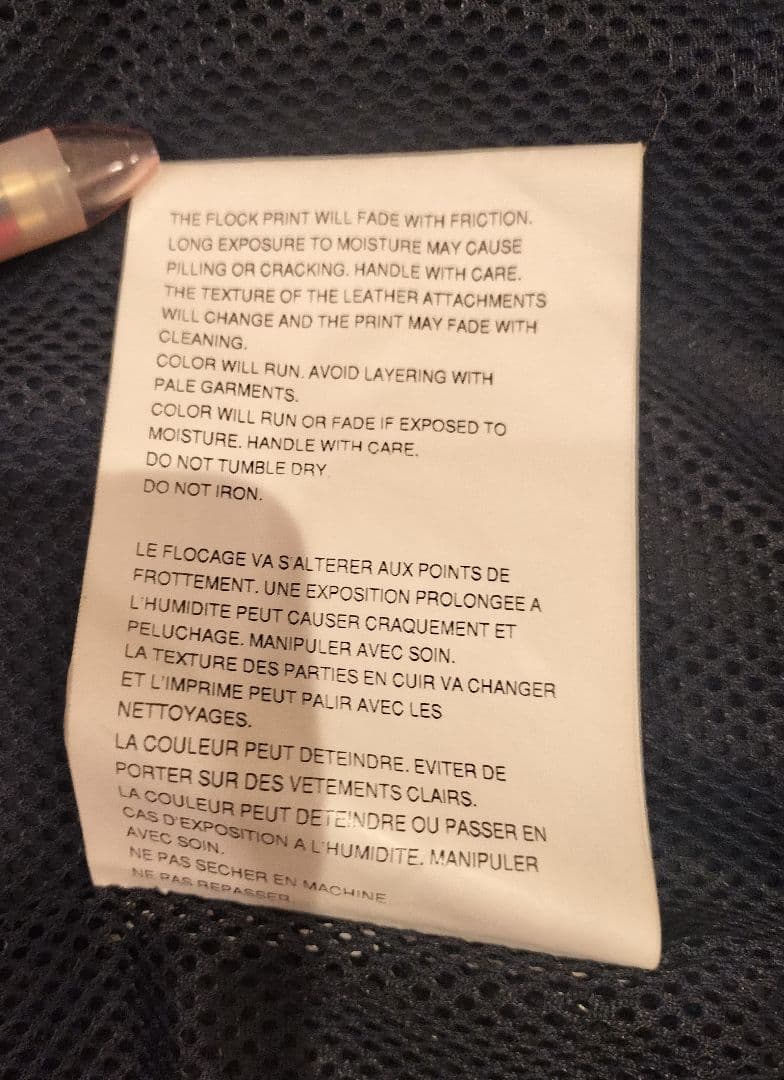 THE FLOCK PRINT WILL FADE WITH FRICTION.
LONG EXPOSURE TO MOISTURE MAY CAUSE
PILLING OR CRACKING. HANDLE WITH CARE.
THE TEXTURE OF THE LEATHER ATTACHMENTS
WILL CHANGE AND THE PRINT MAY FADE WITH
CLEANING.
COLOR WILL RUN. AVOID LAYERING WITH
PALE GARMENTS.
COLOR WILL RUN OR FADE IF EXPOSED TO
MOISTURE. HANDLE WITH CARE.
DO NOT TUMBLE DRY.
DO NOT IRON.
LE FLOCAGE VA S'ALTERER AUX POINTS DE
FROTTEMENT. UNE EXPOSITION PROLONGEE A
L'HUMIDITE PEUT CAUSER CRAQUEMENT ET
PELUCHAGE. MANIPULER AVEC SOIN.
LA TEXTURE DES PARTIES EN CUIR VA CHANGER
ET L'IMPRIME PEUT PALIR AVEC LES
NETTOYAGES.
LA COULEUR PEUT DETEINDRE. EVITER DE
PORTER SUR DES VETEMENTS CLAIRS.
LA COULEUR PEUT DETEINDRE OU PASSER EN
CAS D'EXPOSITION A L'HUMIDITE. MANIPULER
AVEC SOIN.
NE PAS SECHER EN MACHINE
NE PAS REPASSER